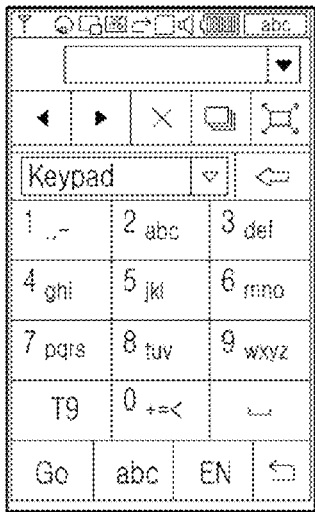 abc
Keypad
1 .,~ 2 abc 3 def
4 ghi 5 jkl 6 mno
7 pqrs 8 tuv 9 wxyz
T9 0 +=<
Go abc EN